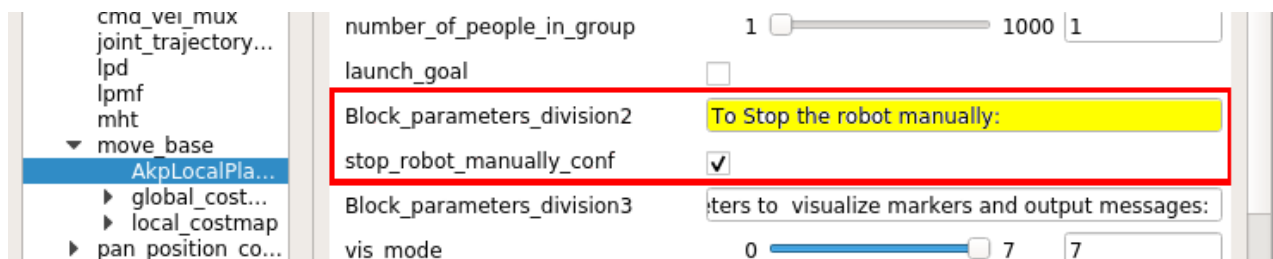 cmd_vel_mux
joint_trajectory...
lpd
lpmf
mht
move_base
AkpLocalPla...
global_cost...
local_costmap
pan_position_co...
number_of_people_in_group 1 1000 1
launch_goal
Block_parameters_division2 To Stop the robot manually:
stop_robot_manually_conf
Block_parameters_division3 ters to visualize markers and output messages:
vis_mode 0 7 7